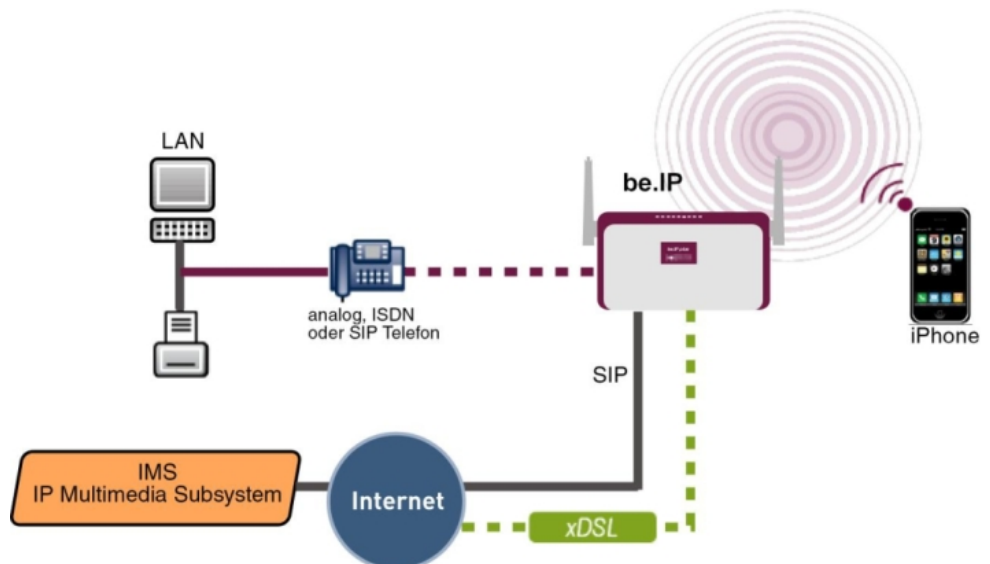 LAN
be.IP
analog, ISDN
oder SIP Telefon
iPhone
SIP
IMS
IP Multimedia Subsystem
Internet
xDSL